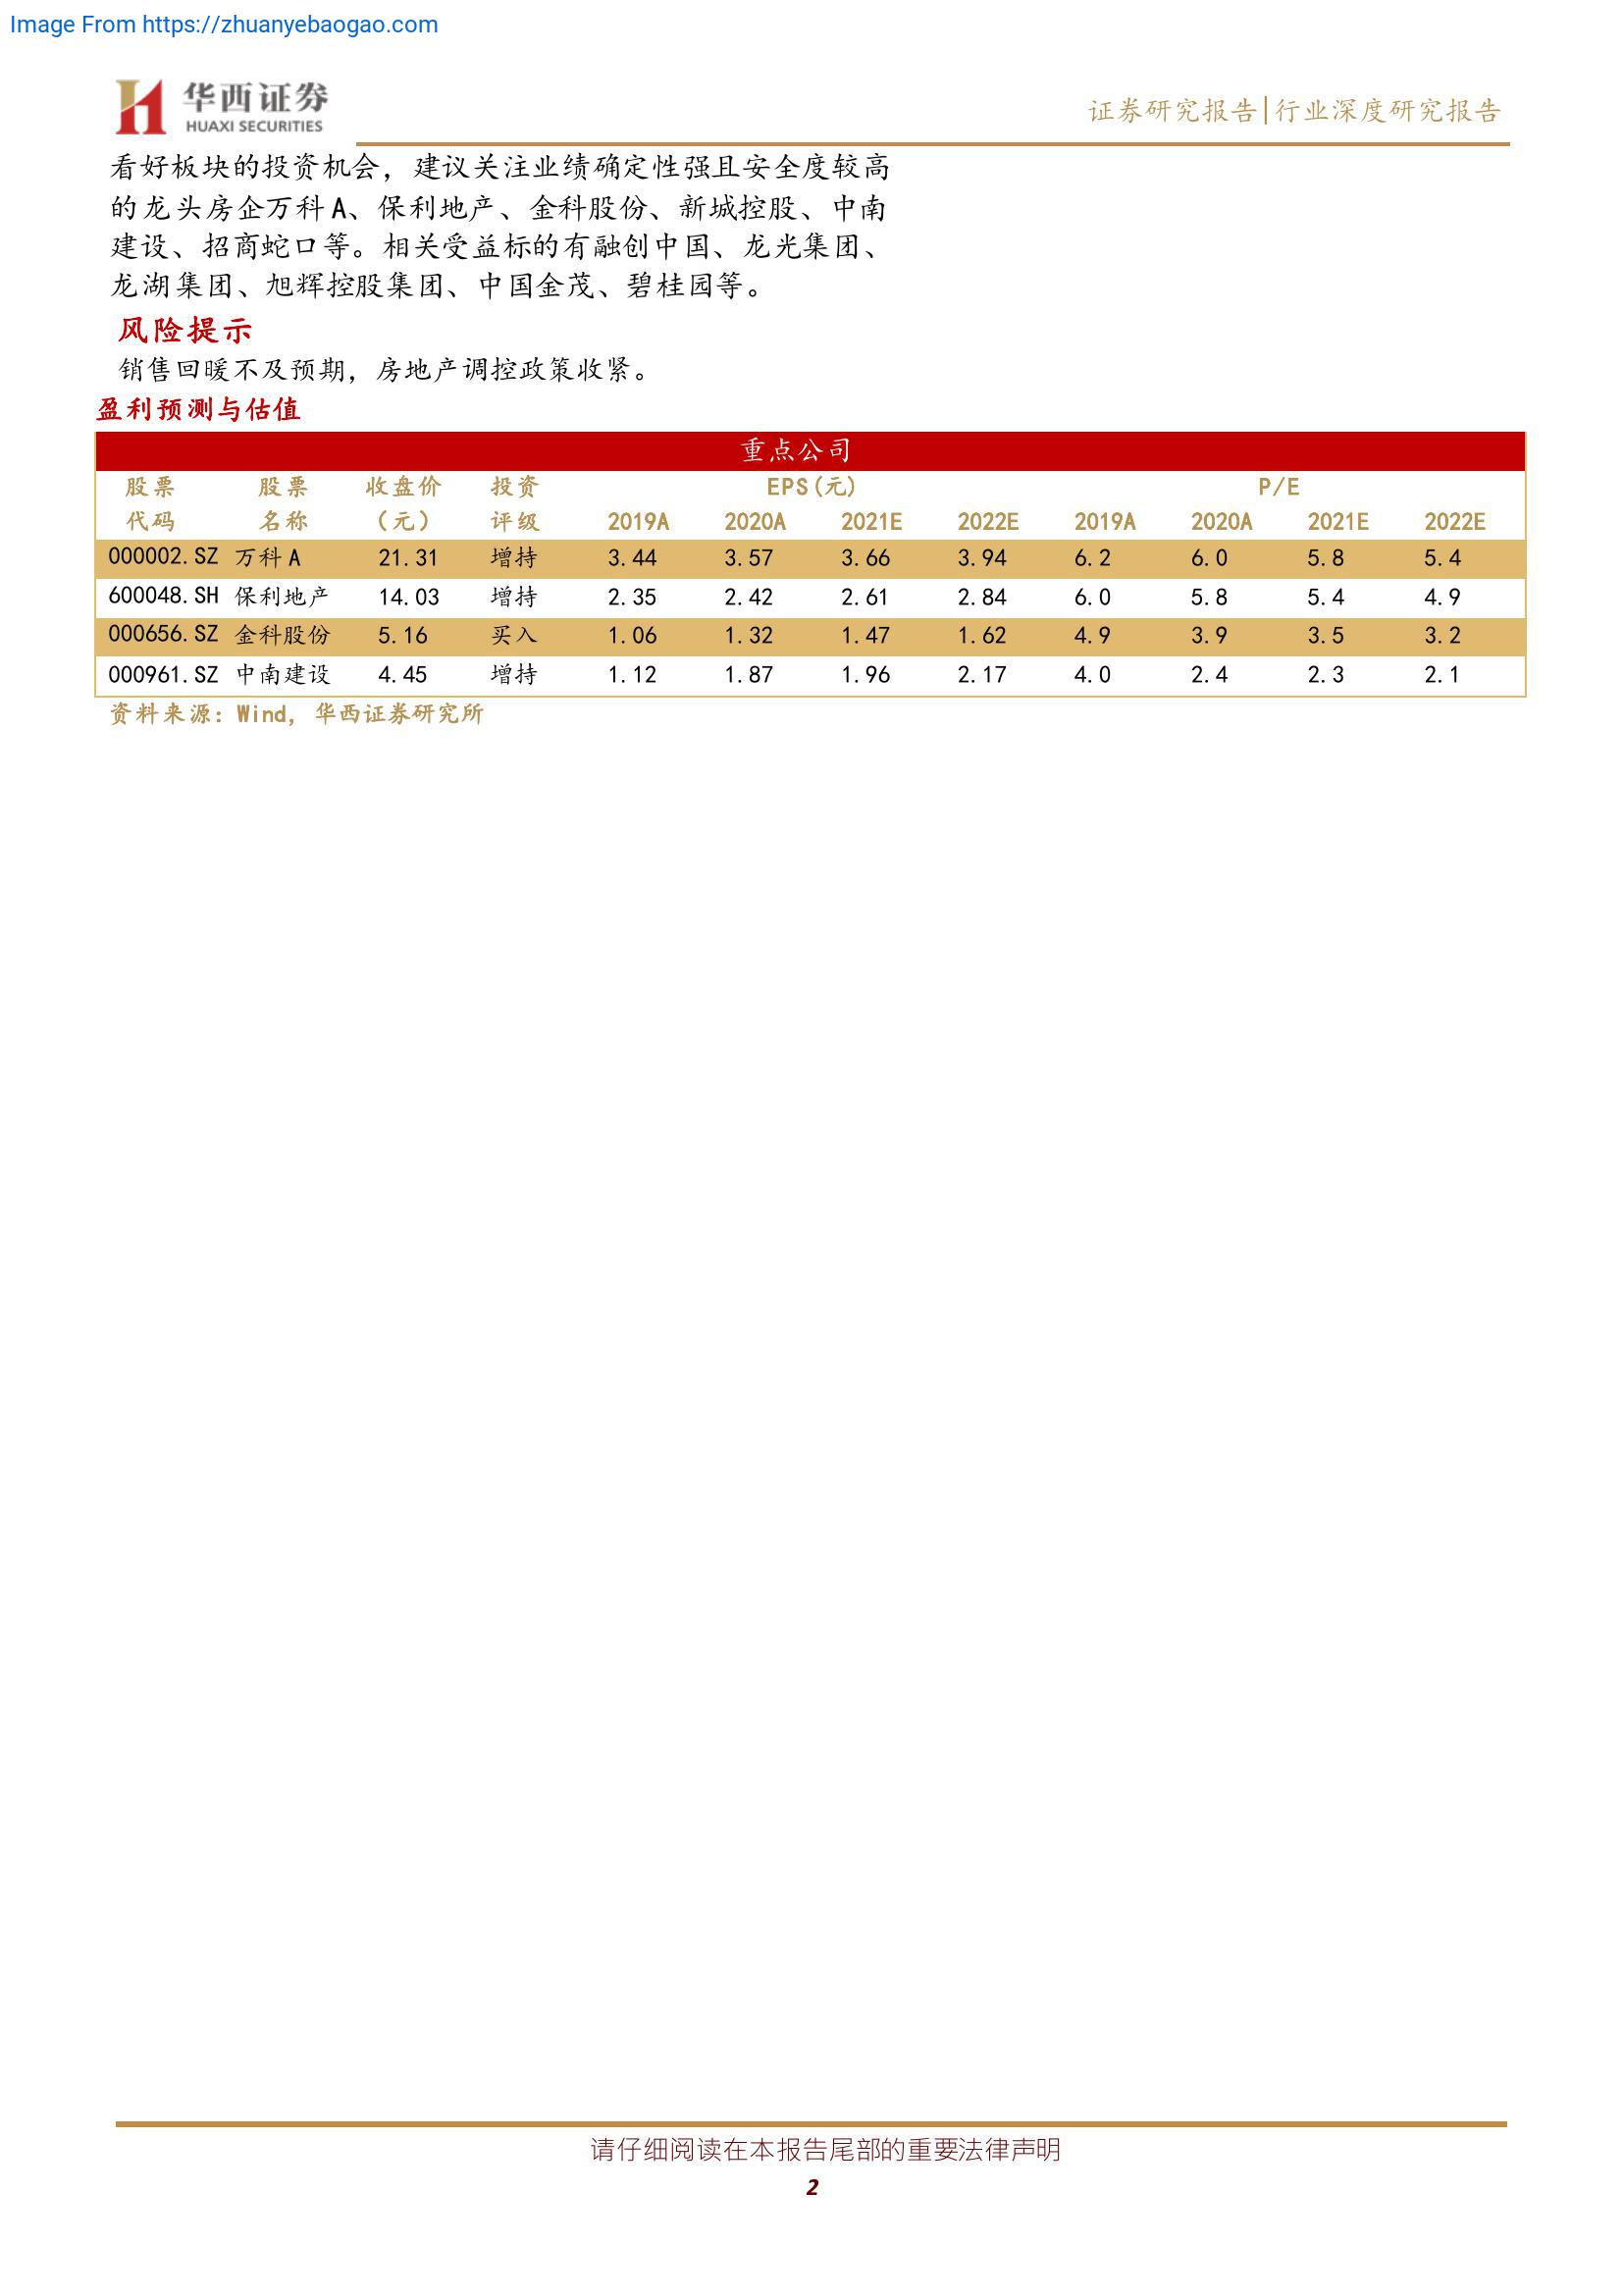 Image From https://zhuanyebaogao.com
华西证券
HUAXI SECURITIES
证券研究报告|行业深度研究报告
看好板块的投资机会，建议关注业绩确定性强且安全度较高
的龙头房企万科A、保利地产、金科股份、新城控股、中南
建设、招商蛇口等。相关受益标的有融创中国、龙光集团、
龙湖集团、旭辉控股集团、中国金茂、碧桂园等。
风险提示
销售回暖不及预期，房地产调控政策收紧。
盈利预测与估值
重点公司
股票 股票 收盘价 投资 EPS(元) P/E
代码 名称 （元） 评级 2019A 2020A 2021E 2022E 2019A 2020A 2021E 2022E
000002.SZ 万科A 21.31 增持 3.44 3.57 3.66 3.94 6.2 6.0 5.8 5.4
600048.SH 保利地产 14.03 增持 2.35 2.42 2.61 2.84 6.0 5.8 5.4 4.9
000656.SZ 金科股份 5.16 买入 1.06 1.32 1.47 1.62 4.9 3.9 3.5 3.2
000961.SZ 中南建设 4.45 增持 1.12 1.87 1.96 2.17 4.0 2.4 2.3 2.1
资料来源：Wind，华西证券研究所
请仔细阅读在本报告尾部的重要法律声明
2